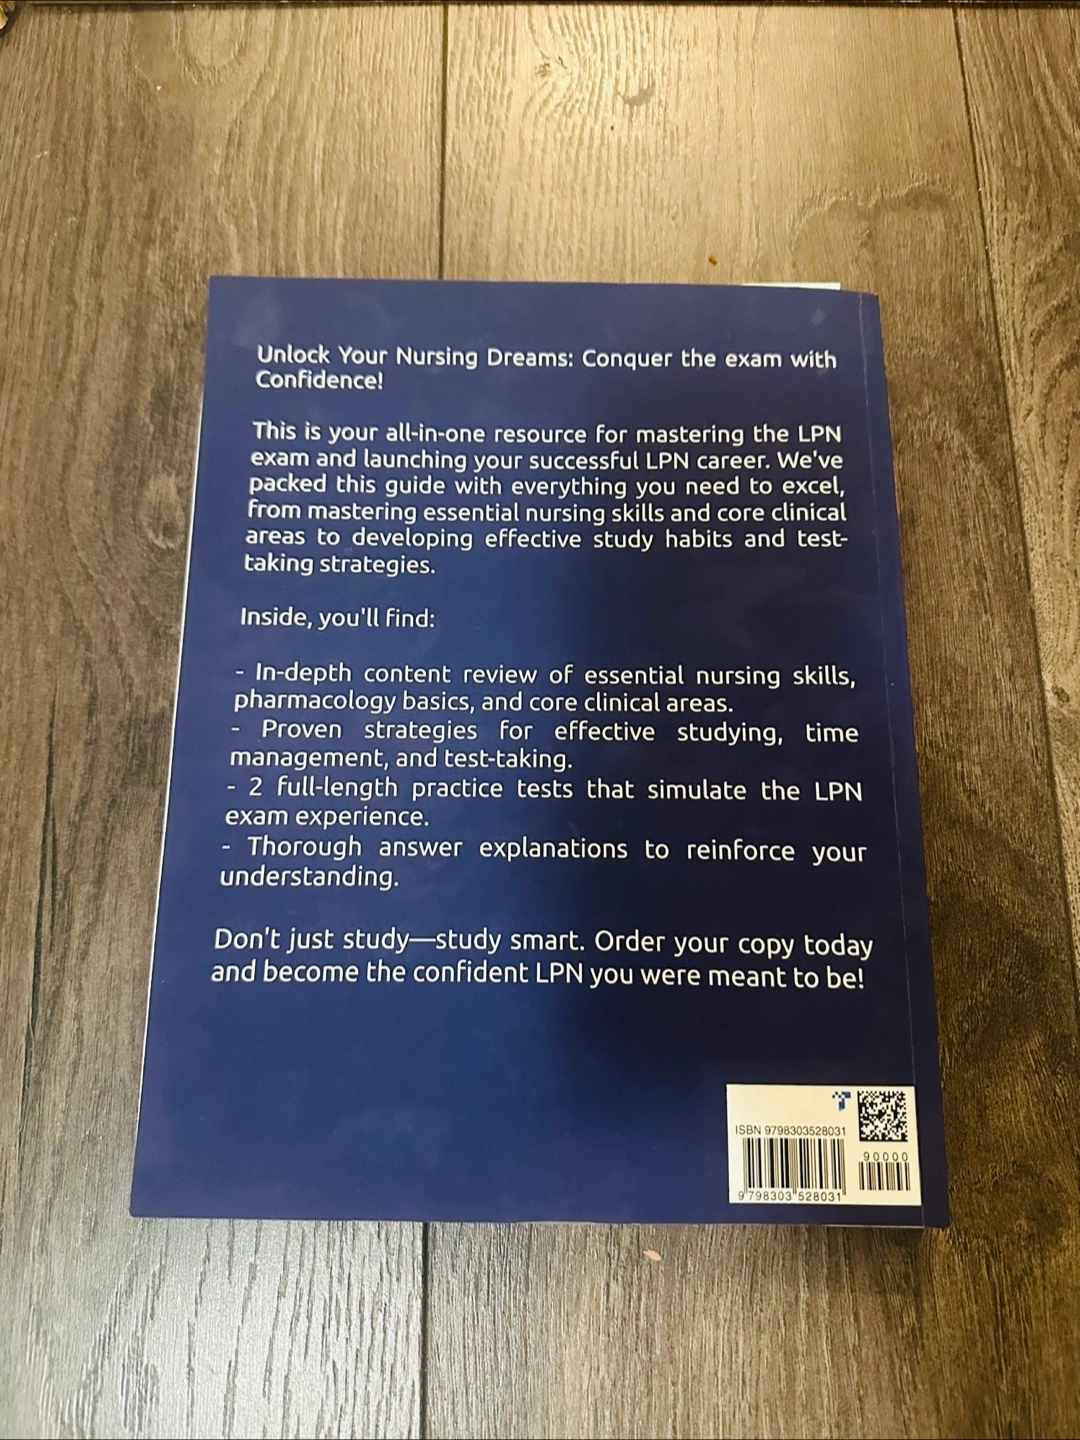 Unlock Your Nursing Dreams: Conquer the exam with
Confidence!
This is your all-in-one resource for mastering the LPN
exam and launching your successful LPN career. We've
packed this guide with everything you need to excel,
from mastering essential nursing skills and core clinical
areas to developing effective study habits and test-
taking strategies.
Inside, you'll find:
- In-depth content review of essential nursing skills,
pharmacology basics, and core clinical areas.
- Proven strategies for effective studying, time
management, and test-taking.
- 2 full-length practice tests that simulate the LPN
exam experience.
- Thorough answer explanations to reinforce your
understanding.
Don't just study—study smart. Order your copy today
and become the confident LPN you were meant to be!
ISBN 9798303528031
90000
9 798303 528031